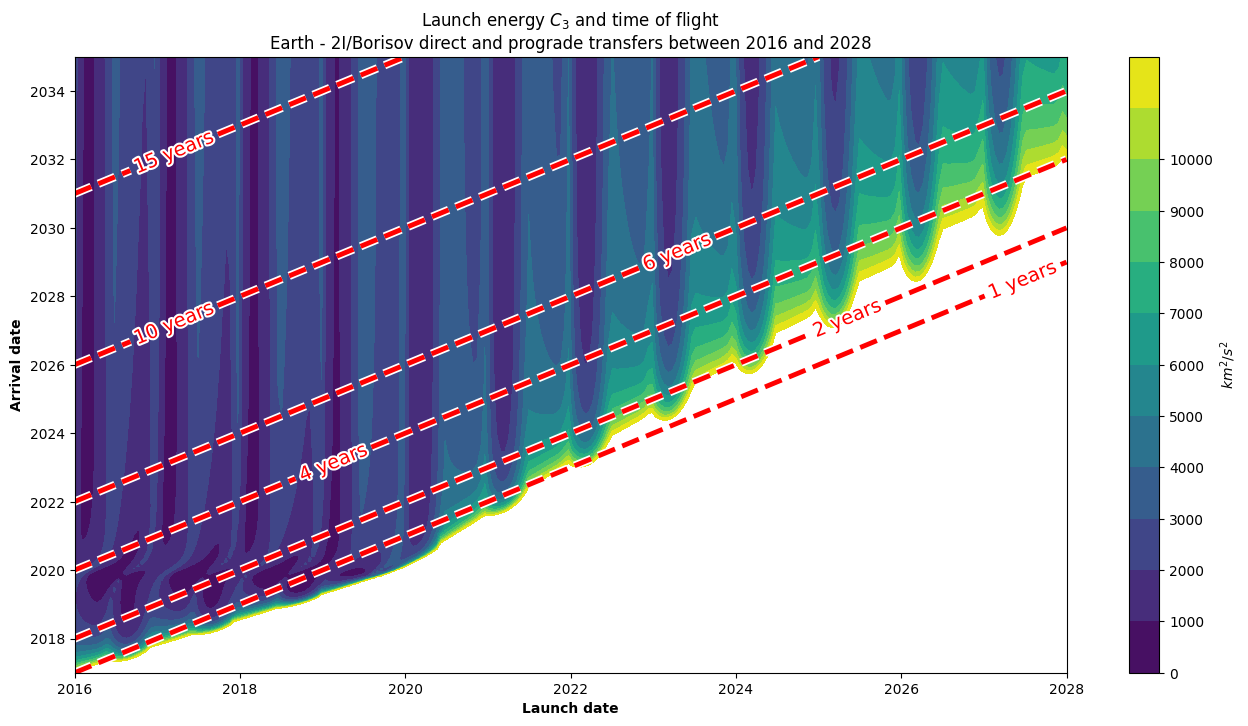 Launch energy C₃ and time of flight
Earth - 2I/Borisov direct and prograde transfers between 2016 and 2028
2034
2032
2030
2028
2026
2024
2022
2020
2018
Arrival date
15 years
10 years
6 years
4 years
2 years
1 years
2016
2018
2020
2022
2024
2026
2028
Launch date
10000
9000
8000
7000
6000
5000
4000
3000
2000
1000
0
km²/s²